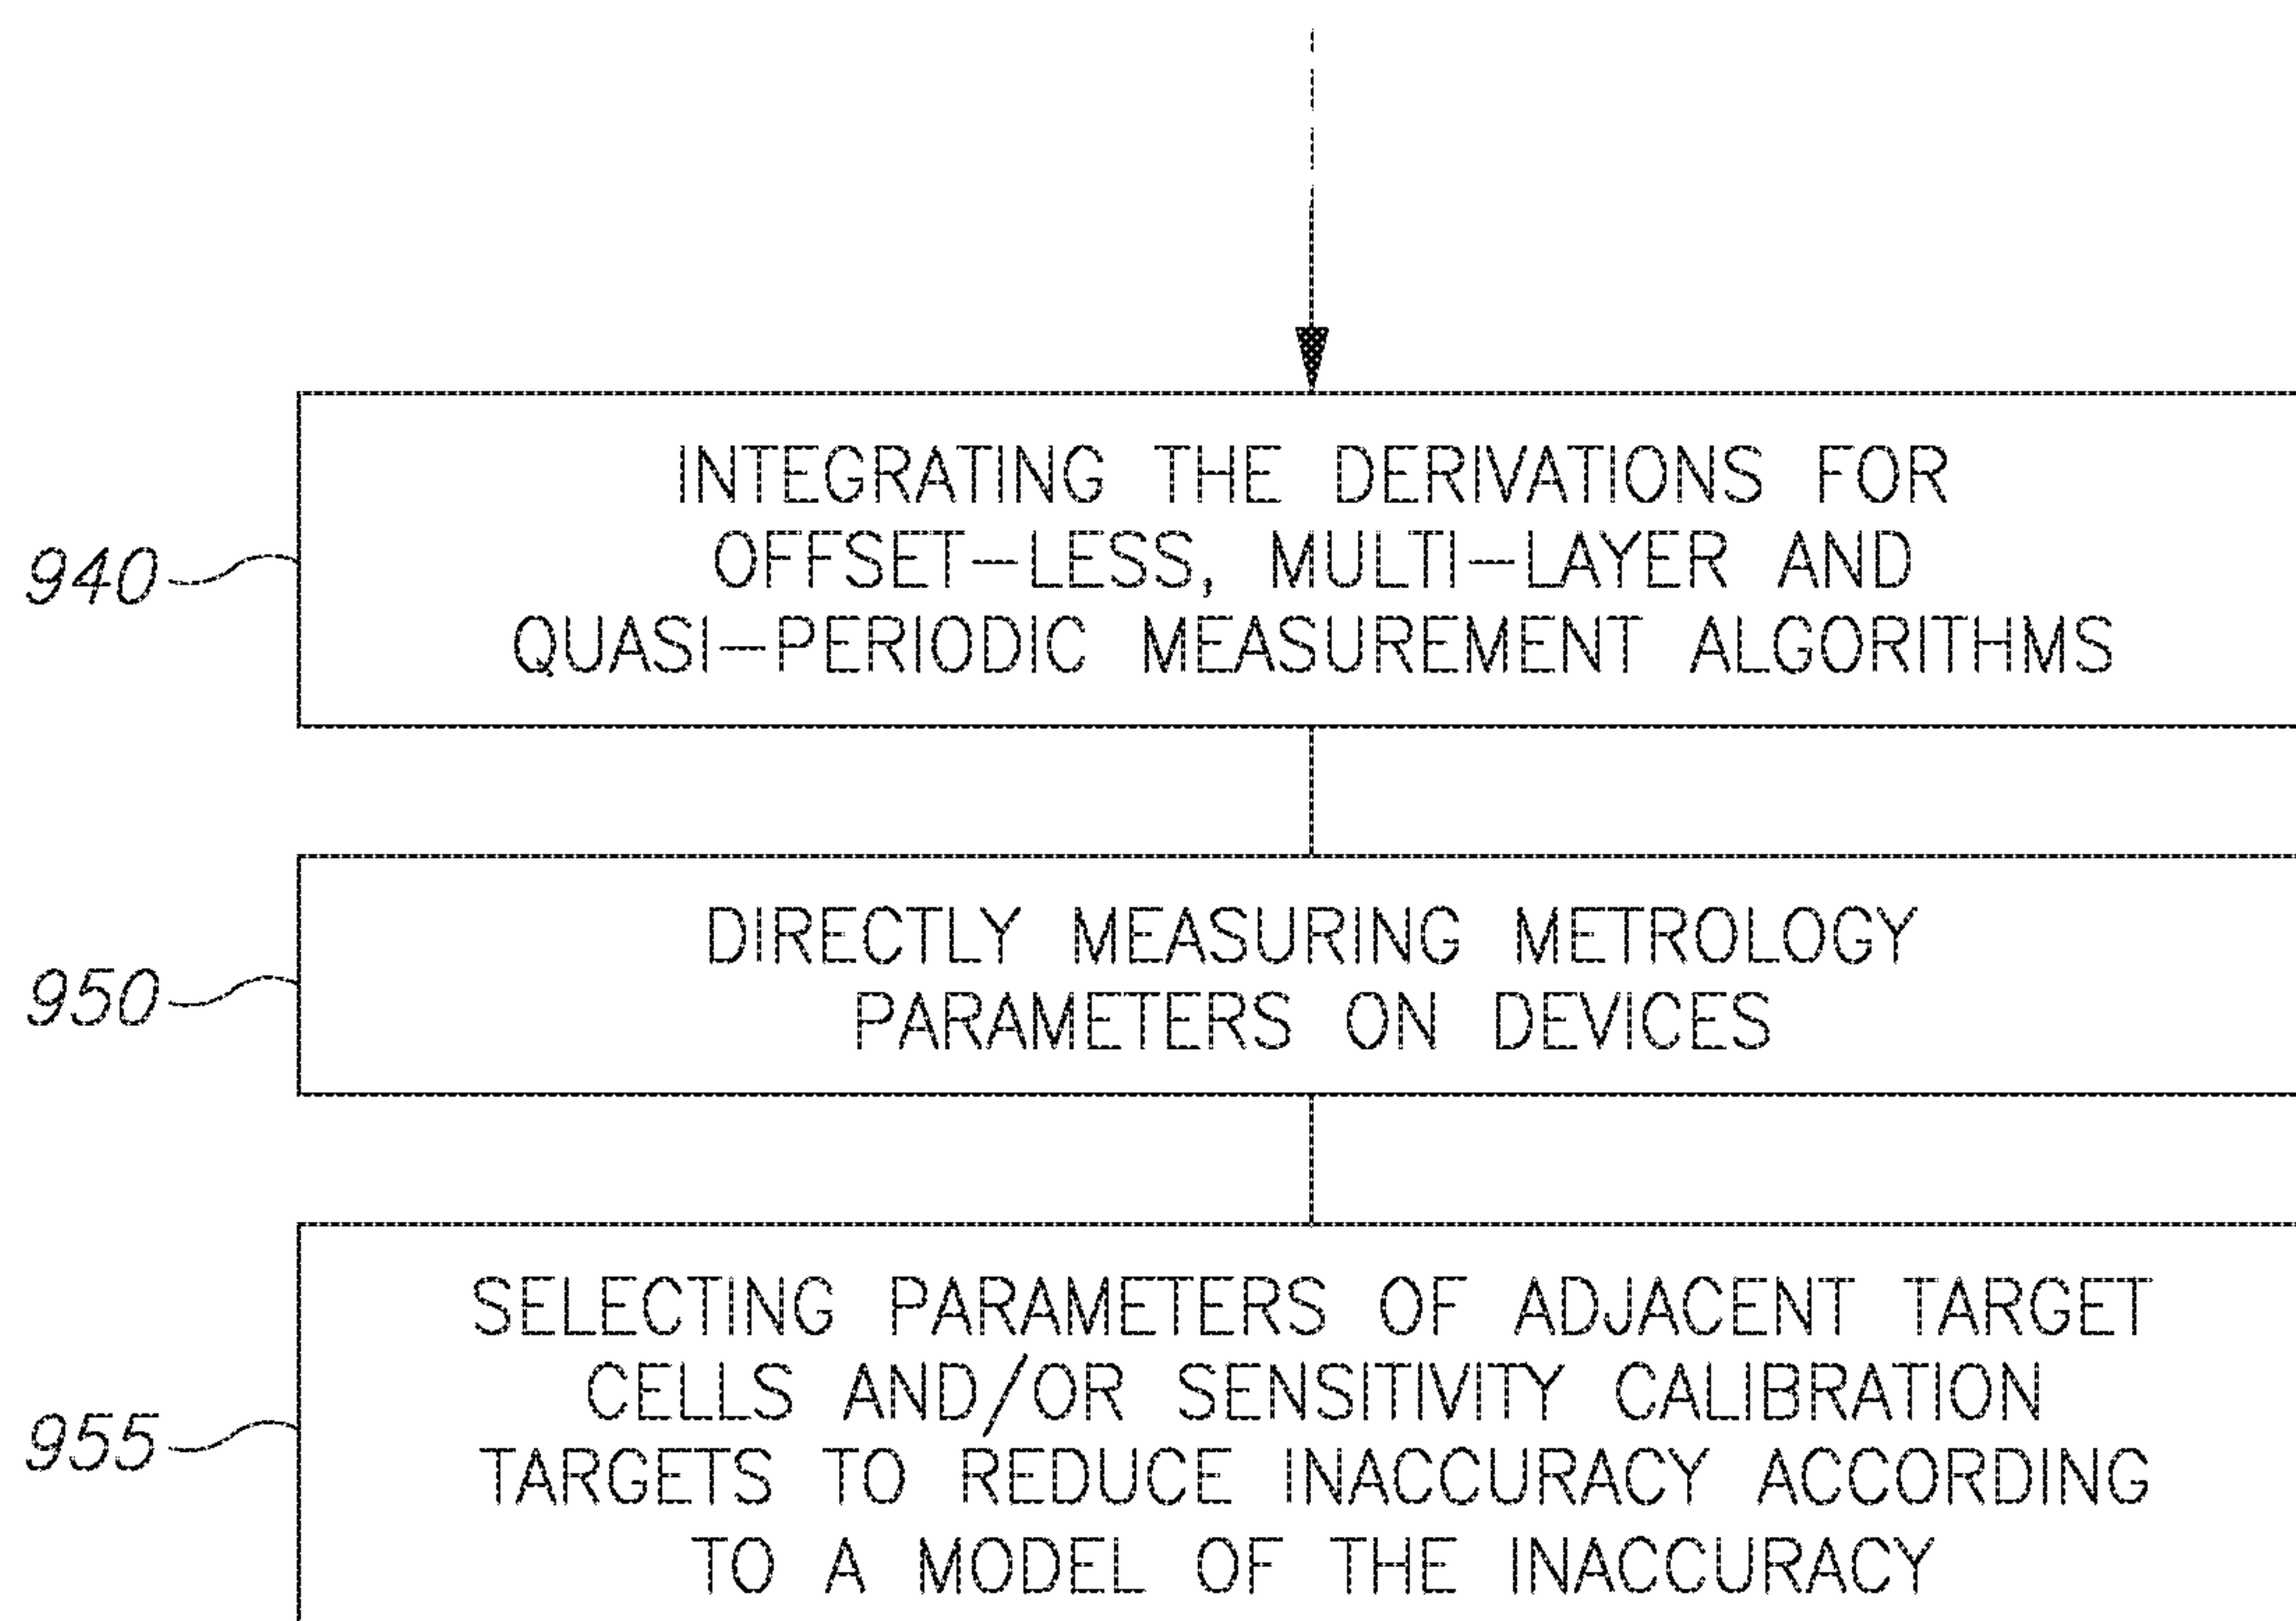 INTEGRATING THE DERIVATIONS FOR
OFFSET—LESS, MULTI—LAYER AND
QUASI—PERIODIC MEASUREMENT ALGORITHMS
940
DIRECTLY MEASURING METROLOGY
PARAMETERS ON DEVICES
950
SELECTING PARAMETERS OF ADJACENT TARGET
CELLS AND/OR SENSITIVITY CALIBRATION
TARGETS TO REDUCE INACCURACY ACCORDING
TO A MODEL OF THE INACCURACY
955